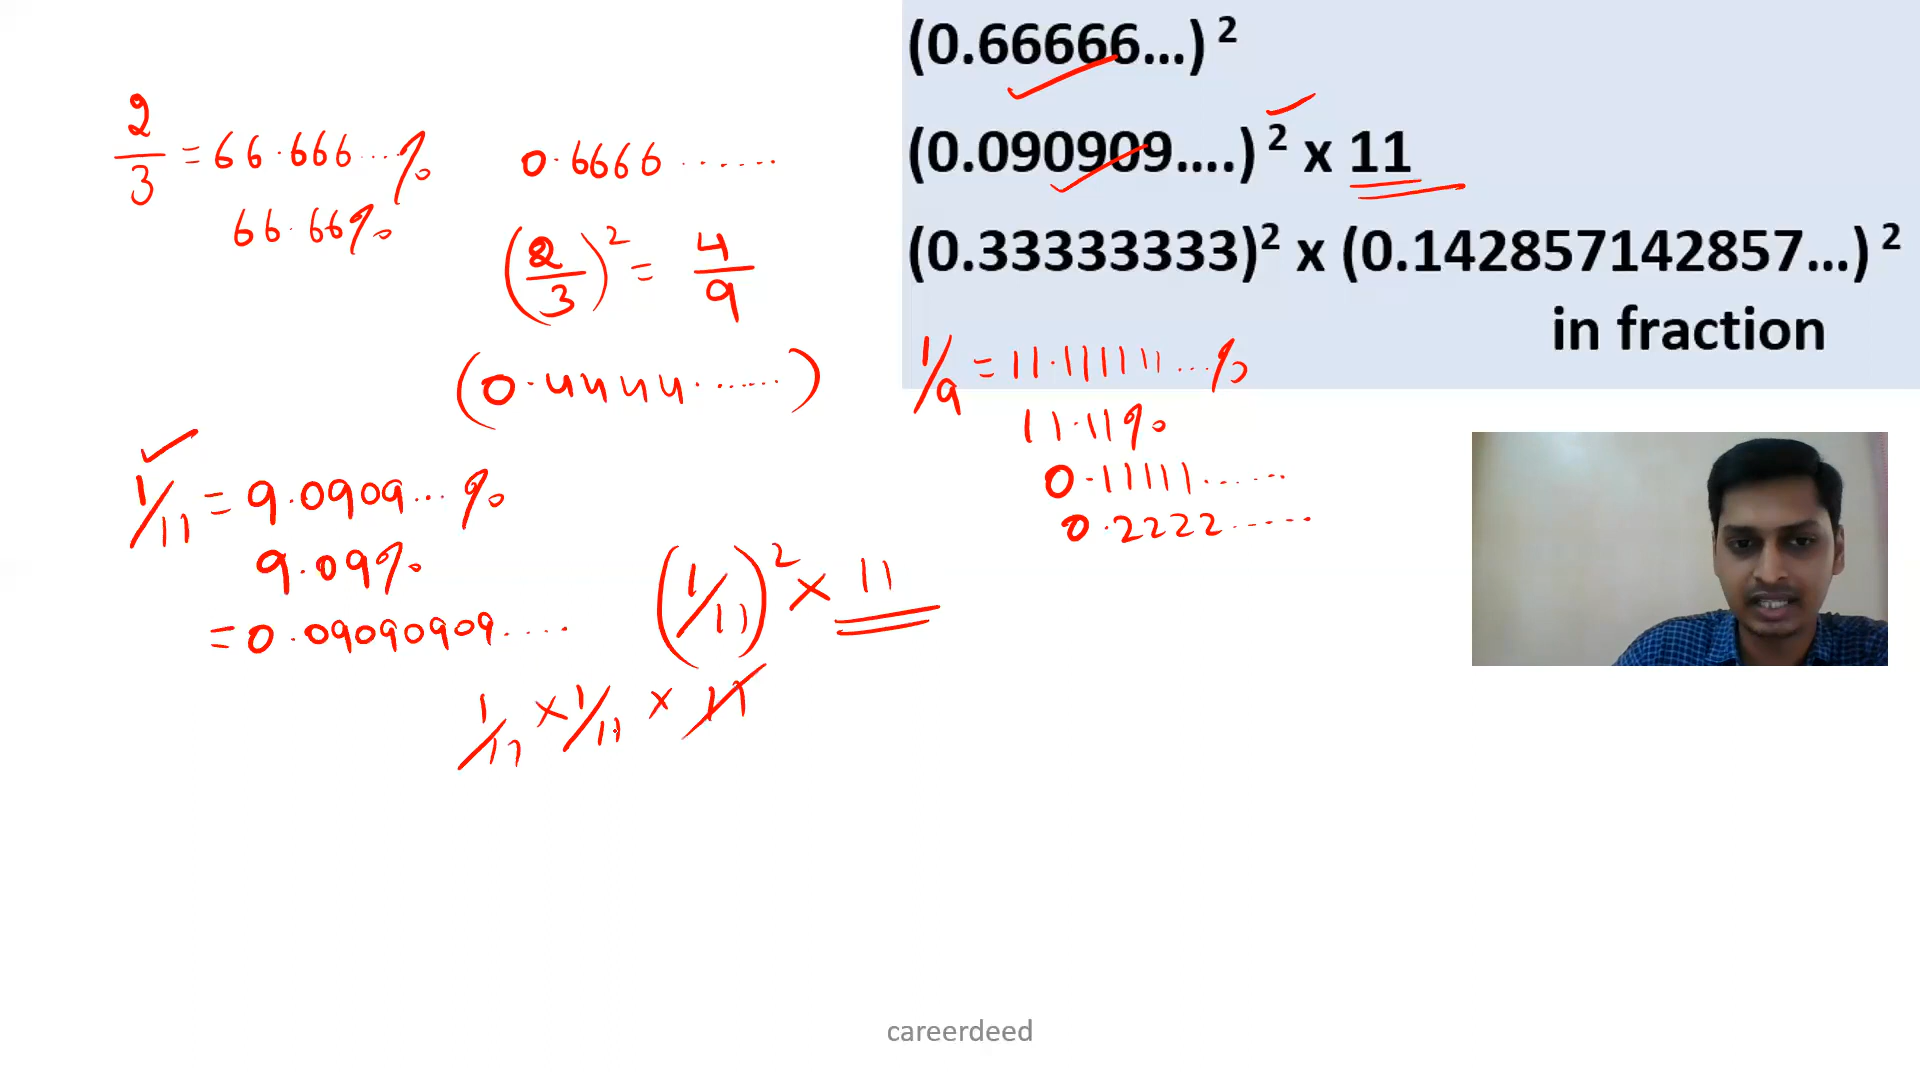 (0.66666...)²
(0.090909....)² x 11
(0.33333333)² x (0.142857142857...)²
in fraction
2/3 = 66.666...%
66.66%
0.6666.......
(2/3)² = 4/9
(0.4444.......)
1/11 = 9.0909...%
9.09%
= 0.09090909....
(1/11)² × 11
1/11 × 1/11 × 11
1/9 = 11.111111...%
11.11%
0.11111......
0.2222.....
careerdeed